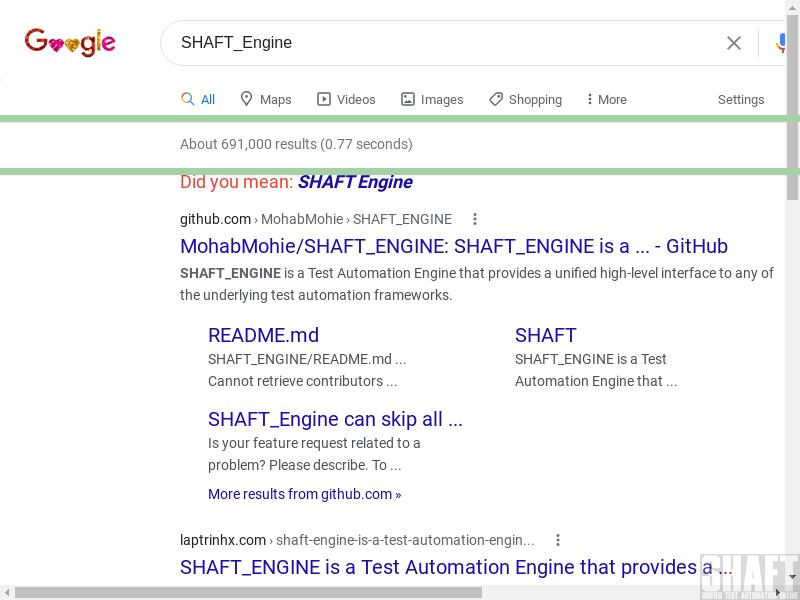 Google
SHAFT_Engine
All Maps Videos Images Shopping More Settings
About 691,000 results (0.77 seconds)
Did you mean: SHAFT Engine
github.com › MohabMohie › SHAFT_ENGINE
MohabMohie/SHAFT_ENGINE: SHAFT_ENGINE is a ... - GitHub
SHAFT_ENGINE is a Test Automation Engine that provides a unified high-level interface to any of
the underlying test automation frameworks.
README.md
SHAFT_ENGINE/README.md ...
Cannot retrieve contributors ...
SHAFT
SHAFT_ENGINE is a Test
Automation Engine that ...
SHAFT_Engine can skip all ...
Is your feature request related to a
problem? Please describe. To ...
More results from github.com »
laptrinhx.com › shaft-engine-is-a-test-automation-engin...
SHAFT_ENGINE is a Test Automation Engine that provides a ...
SHAFT